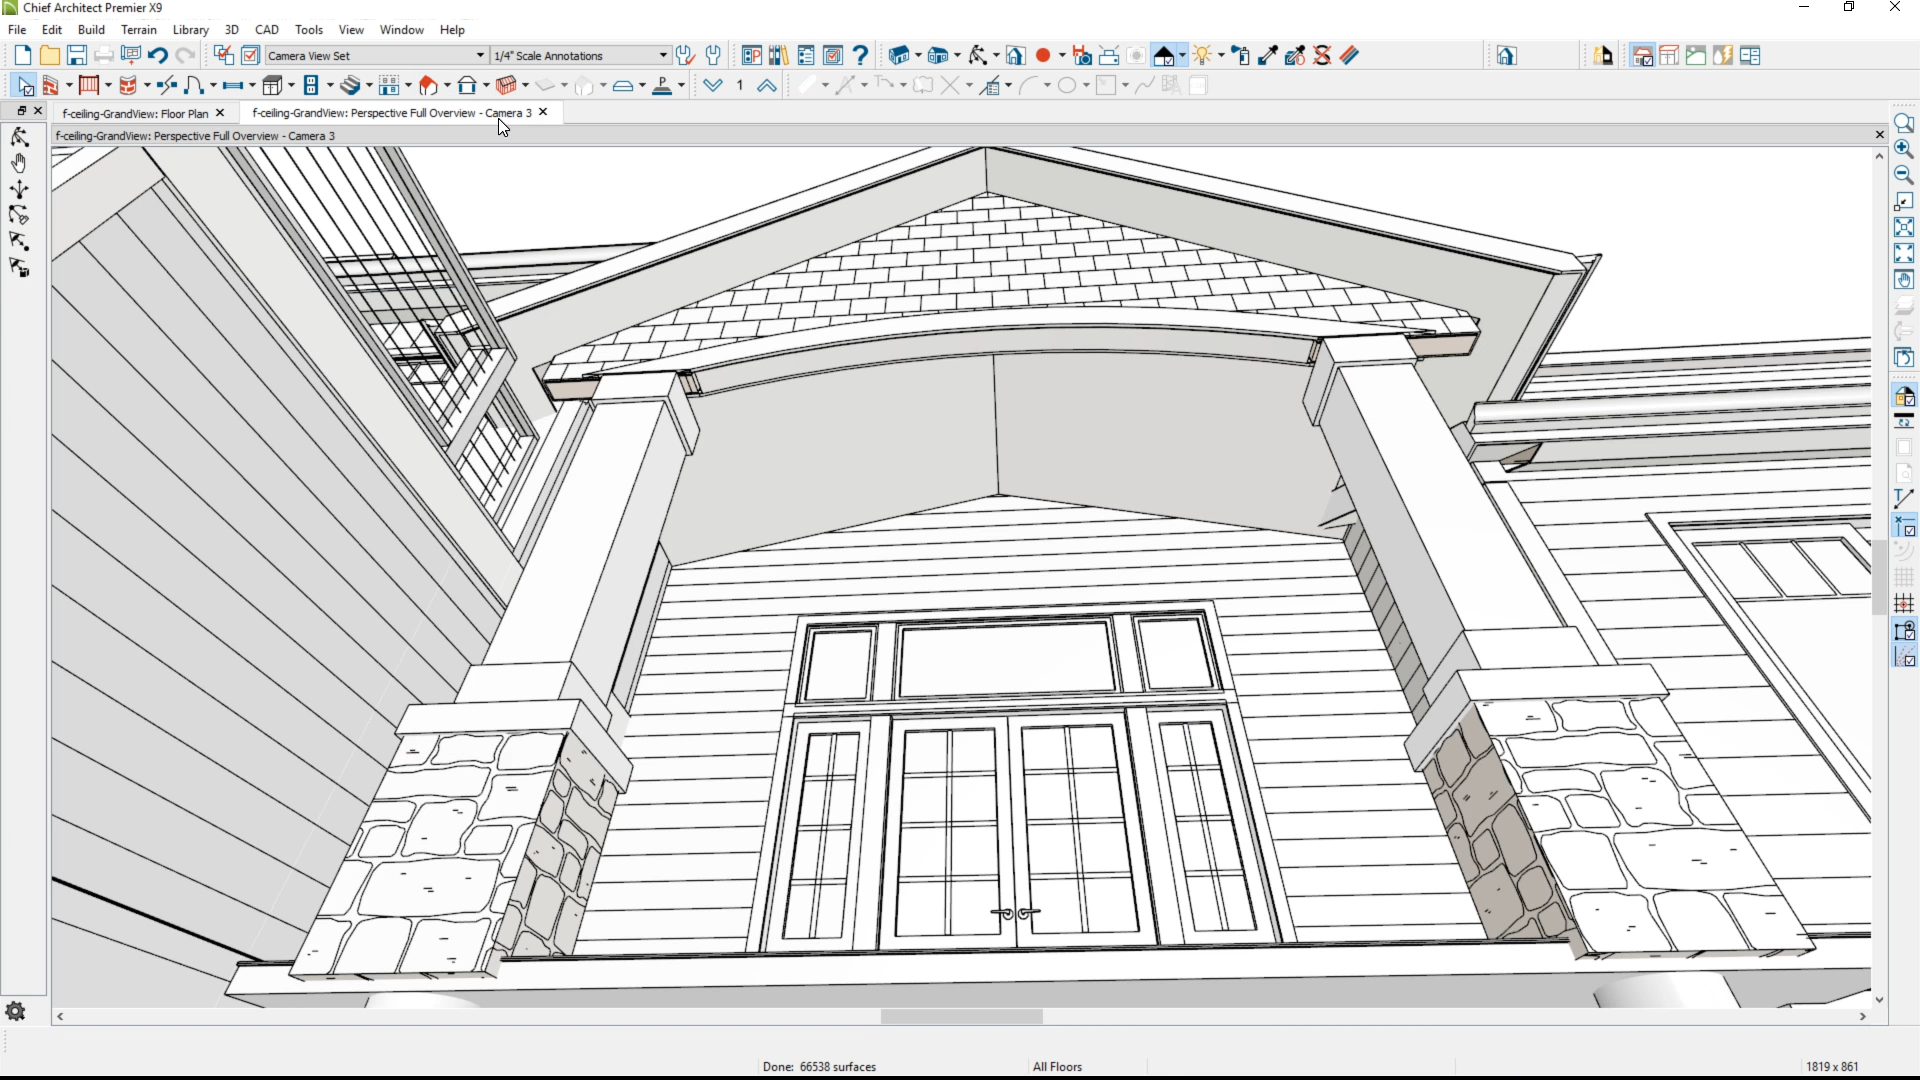 Chief Architect Premier X9
File Edit Build Terrain Library 3D CAD Tools Text View Window Help
Camera View Set 1/4" Scale Annotations
1
f-ceiling-GrandView: Floor Plan f-ceiling-GrandView: Perspective Full Overview - Camera 3
f-ceiling-GrandView: Perspective Full Overview - Camera 3
Done: 66538 surfaces All Floors 1819 x 861